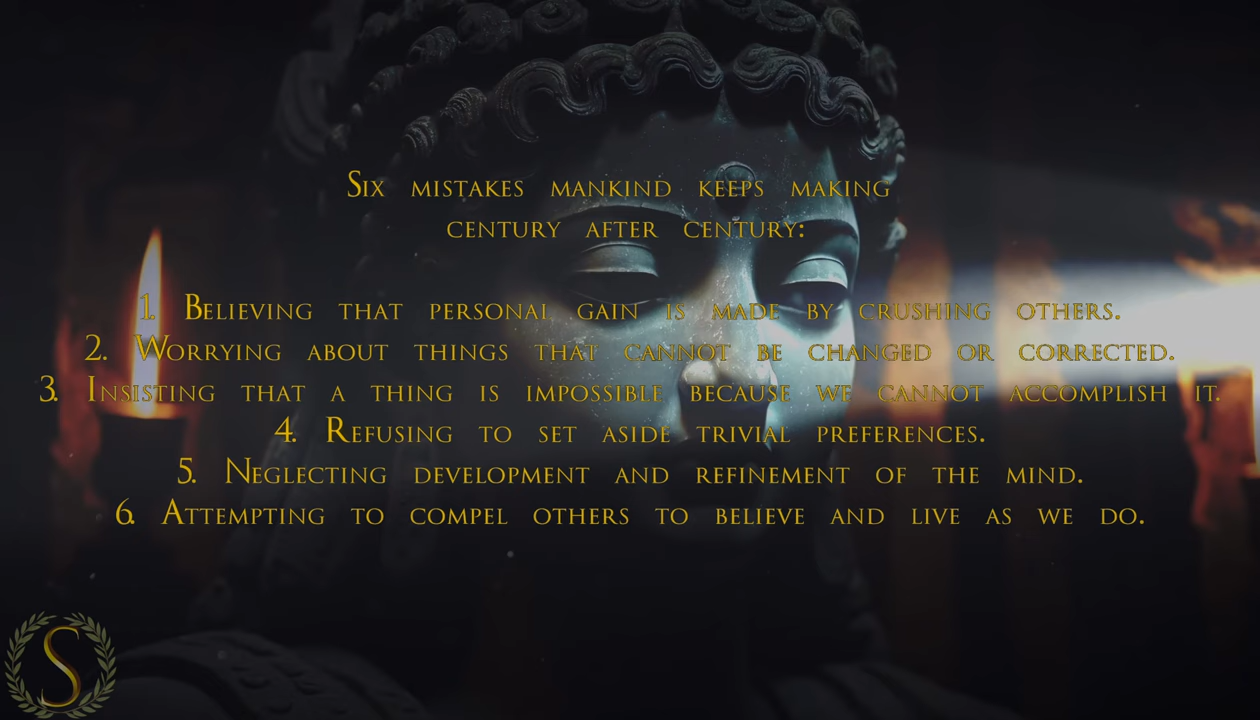 Six mistakes mankind keeps making
century after century:
1. Believing that personal gain is made by crushing others.
2. Worrying about things that cannot be changed or corrected.
3. Insisting that a thing is impossible because we cannot accomplish it.
4. Refusing to set aside trivial preferences.
5. Neglecting development and refinement of the mind.
6. Attempting to compel others to believe and live as we do.
S